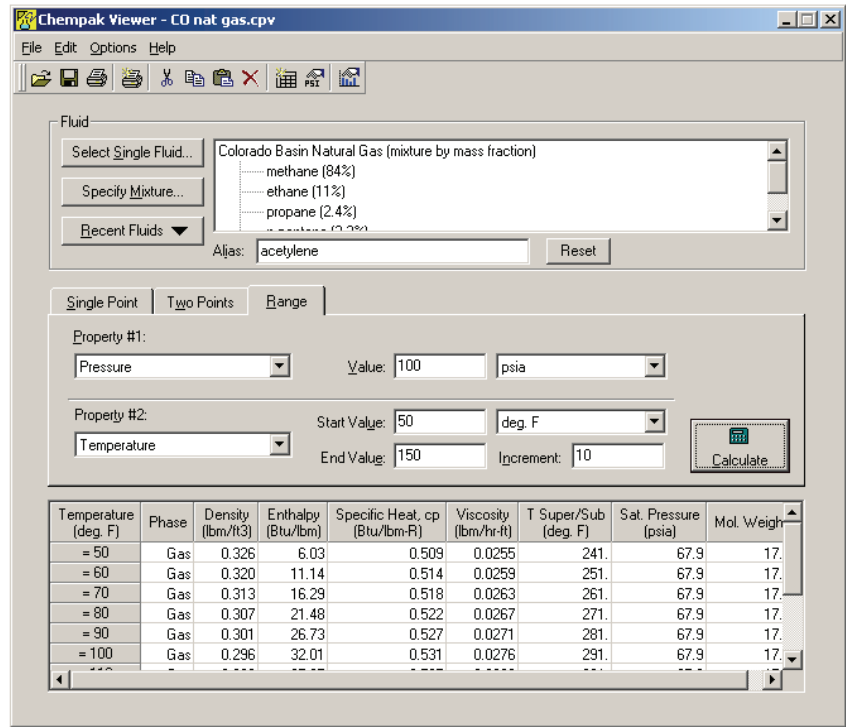 Chempak Viewer - CO nat gas.cpv
File Edit Options Help
PSI
Fluid
Select Single Fluid...
Specify Mixture...
Recent Fluids
Colorado Basin Natural Gas (mixture by mass fraction)
methane (84%)
ethane (11%)
propane (2.4%)
Alias: acetylene Reset
Single Point Two Points Range
Property #1:
Pressure Value: 100 psia
Property #2:
Temperature
Start Value: 50 deg. F
End Value: 150 Increment: 10
Calculate
Temperature (deg. F) Phase Density (lbm/ft3) Enthalpy (Btu/lbm) Specific Heat, cp (Btu/lbm-R) Viscosity (lbm/hr-ft) T Super/Sub (deg. F) Sat. Pressure (psia) Mol. Weigh
= 50 Gas 0.326 6.03 0.509 0.0255 241. 67.9 17.
= 60 Gas 0.320 11.14 0.514 0.0259 251. 67.9 17.
= 70 Gas 0.313 16.29 0.518 0.0263 261. 67.9 17.
= 80 Gas 0.307 21.48 0.522 0.0267 271. 67.9 17.
= 90 Gas 0.301 26.73 0.527 0.0271 281. 67.9 17.
= 100 Gas 0.296 32.01 0.531 0.0276 291. 67.9 17.